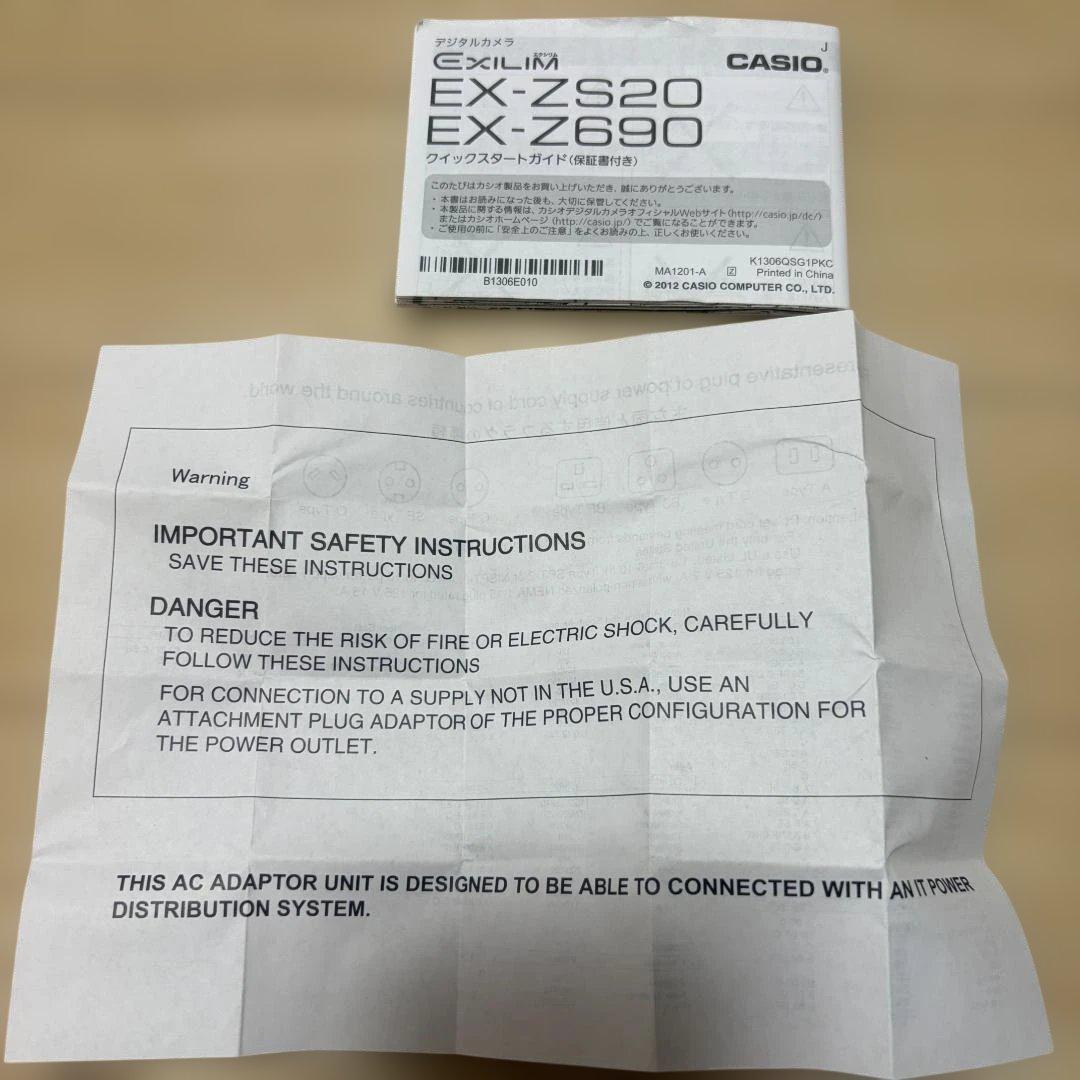 デジタルカメラ
エクシリム
EXILIM
CASIO®
J
EX-ZS20
EX-Z690
クイックスタートガイド(保証書付き)
このたびはカシオ製品をお買い上げいただき、誠にありがとうございます。
・本書はお読みになった後も、大切に保管してください。
・本製品に関する情報は、カシオデジタルカメラオフィシャルWebサイト(http://casio.jp/dc/)
またはカシオホームページ(http://casio.jp/)でご覧になることができます。
・ご使用の前に「安全上のご注意」をよくお読みの上、正しくお使いください。
B1306E010
K1306QSG1PKC
MA1201-A Z Printed in China
© 2012 CASIO COMPUTER CO., LTD.
presentative plug of power supply cord of countries around the world.
Warning
IMPORTANT SAFETY INSTRUCTIONS
SAVE THESE INSTRUCTIONS
DANGER
TO REDUCE THE RISK OF FIRE OR ELECTRIC SHOCK, CAREFULLY
FOLLOW THESE INSTRUCTIONS
FOR CONNECTION TO A SUPPLY NOT IN THE U.S.A., USE AN
ATTACHMENT PLUG ADAPTOR OF THE PROPER CONFIGURATION FOR
THE POWER OUTLET.
THIS AC ADAPTOR UNIT IS DESIGNED TO BE ABLE TO CONNECTED WITH AN IT POWER
DISTRIBUTION SYSTEM.